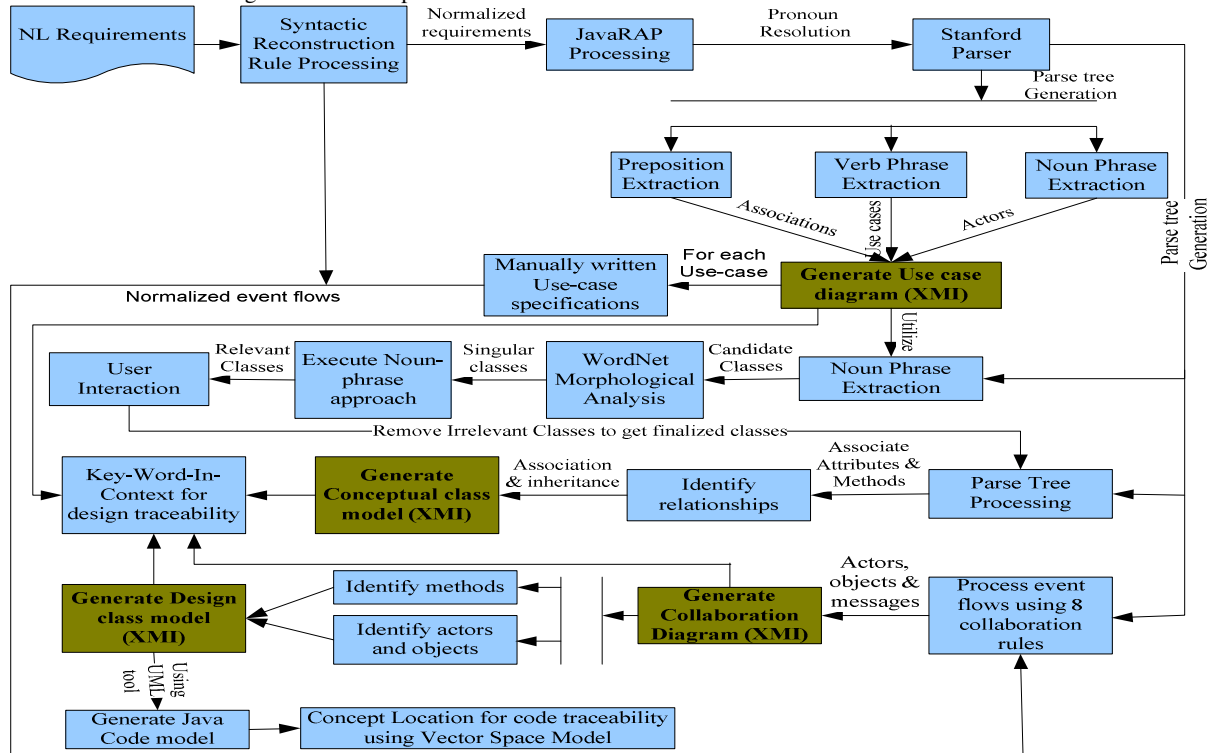 NL Requirements
Syntactic
Reconstruction
Rule Processing
Normalized
requirements
JavaRAP
Processing
Pronoun
Resolution
Stanford
Parser
Parse tree
Generation
Preposition
Extraction
Verb Phrase
Extraction
Noun Phrase
Extraction
Associations
Use cases
Actors
Parse tree
Generation
Manually written
Use-case
specifications
For each
Use-case
Generate Use case
diagram (XMI)
Normalized event flows
Utilize
User
Interaction
Relevant
Classes
Execute Noun-
phrase
approach
Singular
classes
WordNet
Morphological
Analysis
Candidate
Classes
Noun Phrase
Extraction
Remove Irrelevant Classes to get finalized classes
Key-Word-In-
Context for
design traceability
Generate
Conceptual class
model (XMI)
Association
& inheritance
Identify
relationships
Associate
Attributes &
Methods
Parse Tree
Processing
Generate Design
class model
(XMI)
Identify methods
Identify actors
and objects
Generate
Collaboration
Diagram (XMI)
Actors,
objects &
messages
Process event
flows using 8
collaboration
rules
Using
UML
tool
Generate Java
Code model
Concept Location for code traceability
using Vector Space Model